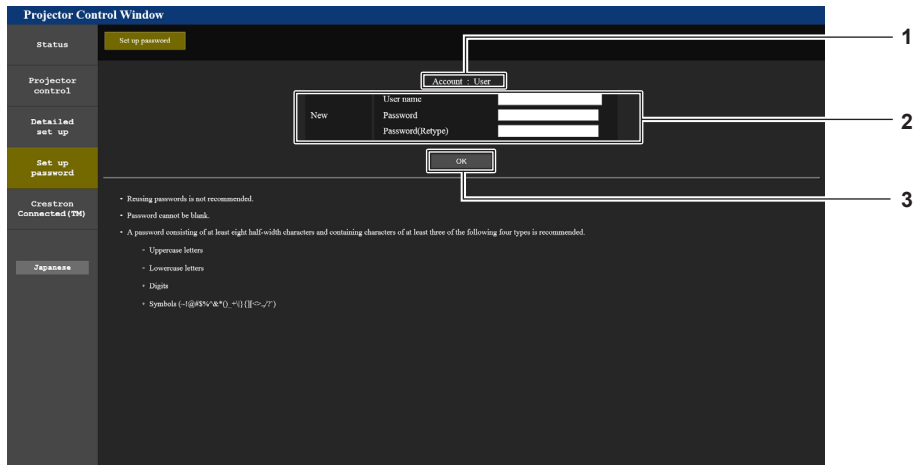 Projector Control Window
Status
Set up password
1
Projector
control
Account : User
User name
New
Password
2
Password(Retype)
Detailed
set up
OK
Set up
password
3
Crestron
Connected(TM)
• Reusing passwords is not recommended.
• Password cannot be blank.
• A password consisting of at least eight half-width characters and containing characters of at least three of the following four types is recommended.
• Uppercase letters
• Lowercase letters
• Digits
• Symbols (~!@#$%^&*()_+\|}{][<>.,/?`)
Japanese